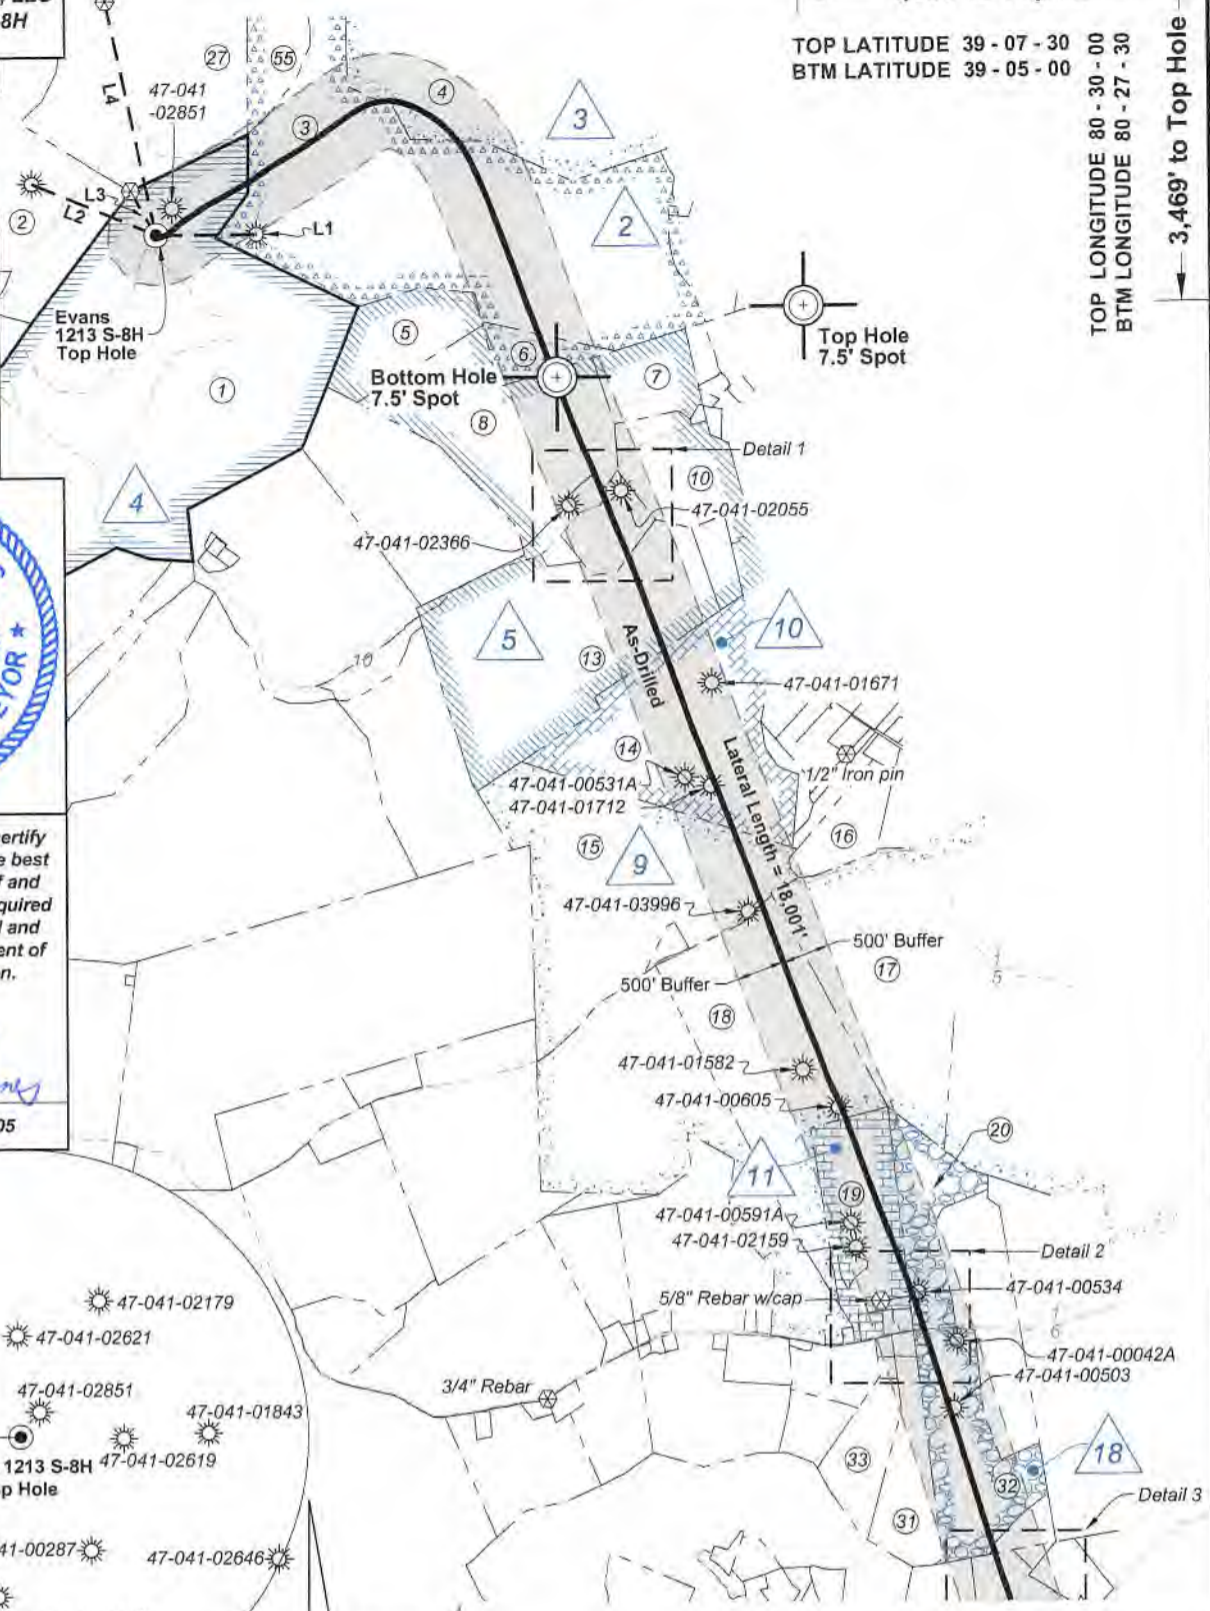 8H
TOP LATITUDE 39 - 07 - 30
BTM LATITUDE 39 - 05 - 00
TOP LONGITUDE 80 - 30 - 00
BTM LONGITUDE 80 - 27 - 30
3,469' to Top Hole
27
55
L4
47-041
-02851
4
3
3
L3
L2
2
L1
2
Evans
1213 S-8H
Top Hole
5
6
Top Hole
7.5' Spot
Bottom Hole
7.5' Spot
7
1
8
Detail 1
10
4
47-041-02055
47-041-02366
5
10
13
As-Drilled
10
47-041-01671
YOR ★
14
47-041-00531A
47-041-01712
Lateral Length = 18,001'
1/2" Iron pin
ertify
e best
f and
quired
l and
ent of
n.
15
9
16
47-041-03996
500' Buffer
500' Buffer
17
18
47-041-01582
47-041-00605
05
20
11
19
47-041-00591A
47-041-02159
Detail 2
47-041-00534
5/8" Rebar w/cap
47-041-00042A
47-041-00503
47-041-02179
47-041-02621
47-041-02851
47-041-01843
3/4" Rebar
1213 S-8H
47-041-02619
p Hole
33
18
32
Detail 3
31
41-00287
47-041-02646